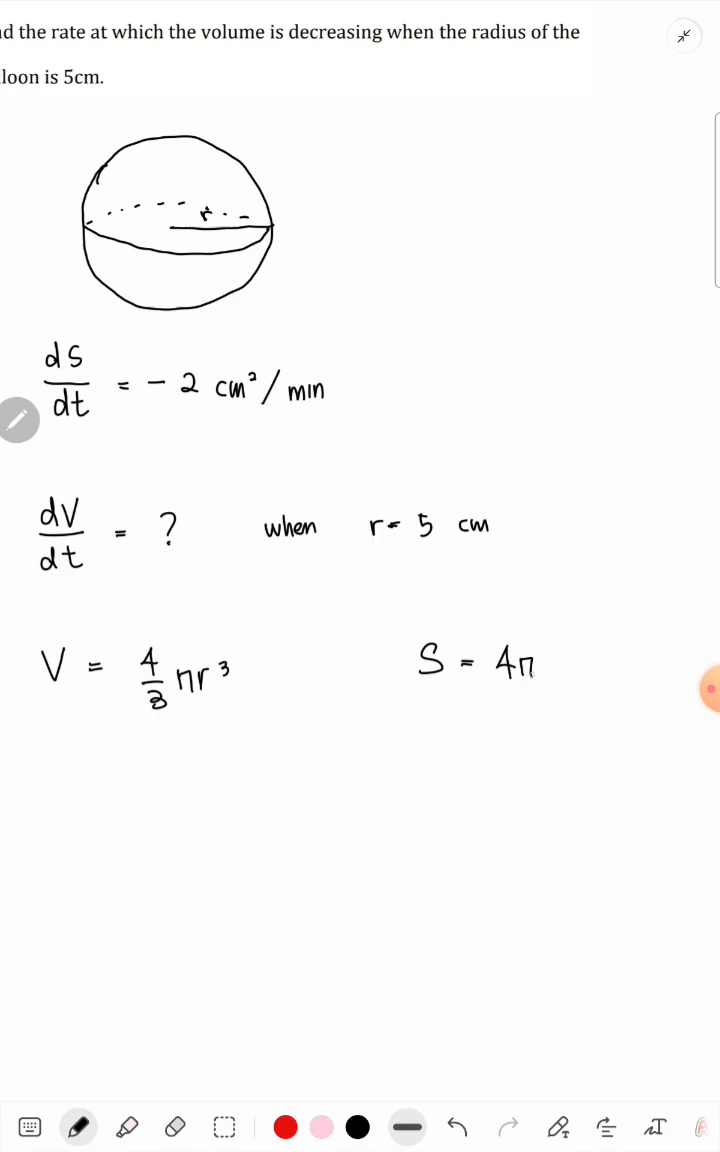 d the rate at which the volume is decreasing when the radius of the
loon is 5cm.
r
dS/dt = - 2 cm²/min
dV/dt = ? when r = 5 cm
V = 4/3 πr³ S = 4π